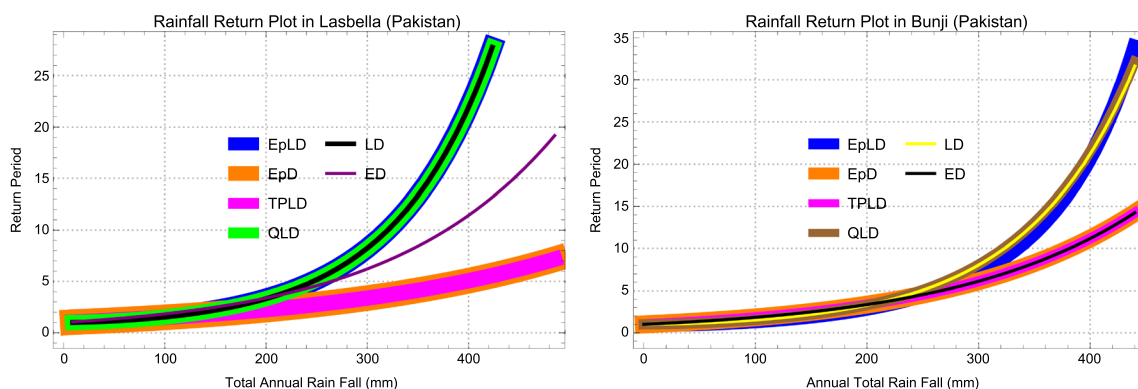 Rainfall Return Plot in Lasbella (Pakistan)
Return Period
25
20
15
10
5
0
EpLD LD
EpD ED
TPLD
QLD
0 100 200 300 400
Total Annual Rain Fall (mm)
Rainfall Return Plot in Bunji (Pakistan)
Return Period
35
30
25
20
15
10
5
0
EpLD LD
EpD ED
TPLD
QLD
0 100 200 300 400
Annual Total Rain Fall (mm)